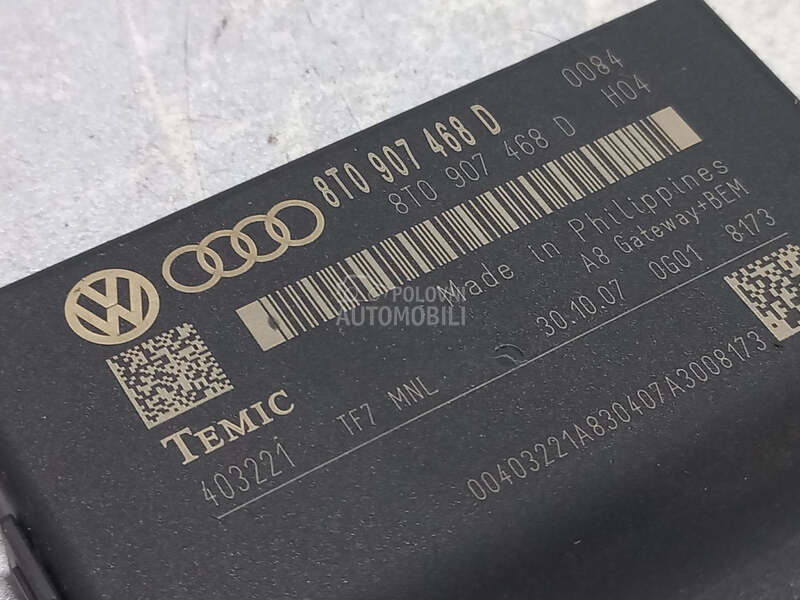 0084
8T0 907 468 D
8T0 907 468 D H04
Made in Philippines
A8 Gateway+BEM
30.10.07 0G01 8173
POLOVNI
AUTOMOBILI
TEMIC
403221 TF7 MNL
00403221A830407A3008173